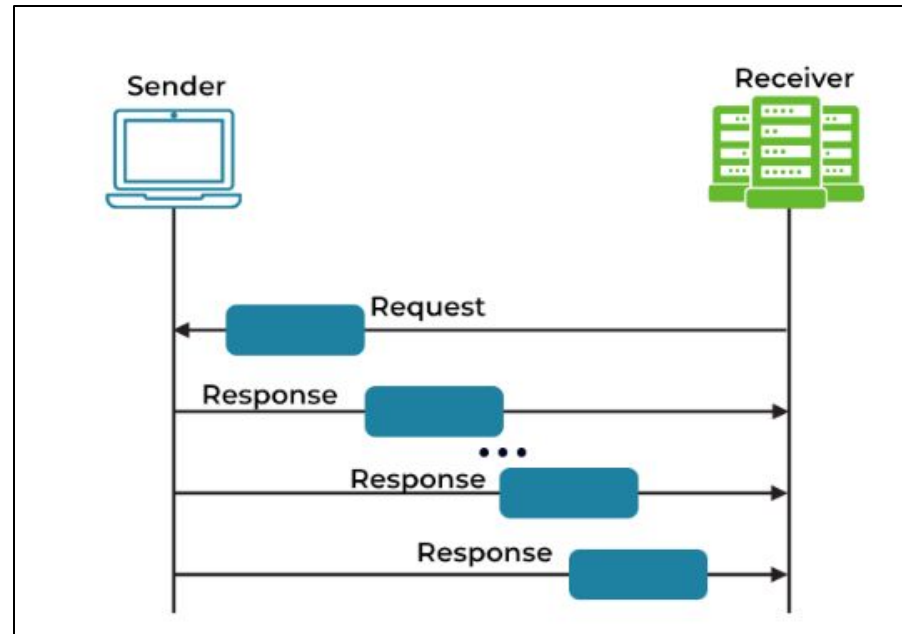 Sender
Receiver
Request
Response
Response
Response